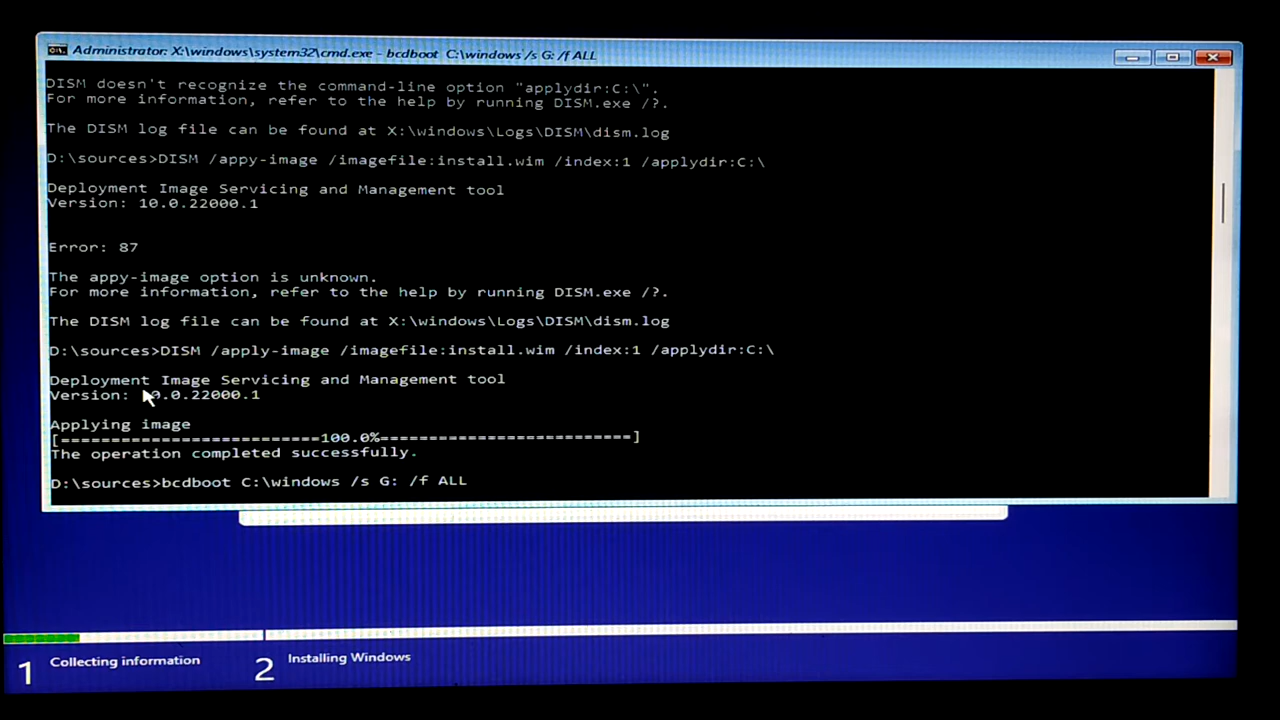 Administrator: X:\windows\system32\cmd.exe - bcdboot C:\windows /s G: /f ALL
DISM doesn't recognize the command-line option "applydir:C:\".
For more information, refer to the help by running DISM.exe /?.
The DISM log file can be found at X:\windows\Logs\DISM\dism.log
D:\sources>DISM /appy-image /imagefile:install.wim /index:1 /applydir:C:\
Deployment Image Servicing and Management tool
Version: 10.0.22000.1
Error: 87
The appy-image option is unknown.
For more information, refer to the help by running DISM.exe /?.
The DISM log file can be found at X:\windows\Logs\DISM\dism.log
D:\sources>DISM /apply-image /imagefile:install.wim /index:1 /applydir:C:\
Deployment Image Servicing and Management tool
Version: 10.0.22000.1
Applying image
[==========================100.0%==========================]
The operation completed successfully.
D:\sources>bcdboot C:\windows /s G: /f ALL
1 Collecting information
2 Installing Windows